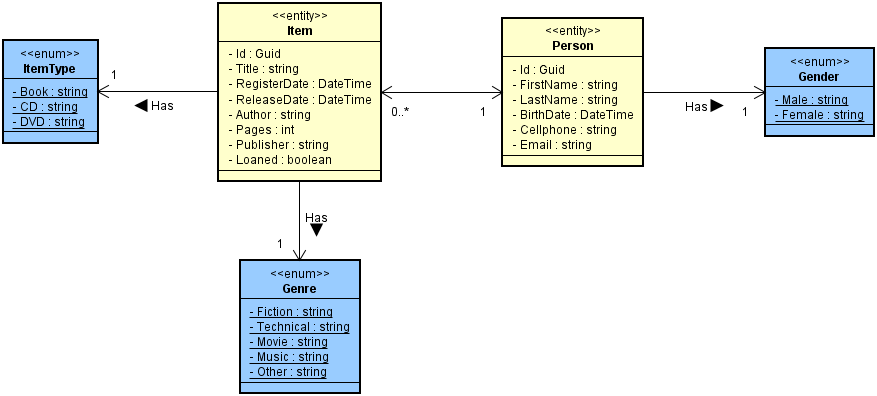 <<enum>>
ItemType
- Book : string
- CD : string
- DVD : string
1
Has
<<entity>>
Item
- Id : Guid
- Title : string
- RegisterDate : DateTime
- ReleaseDate : DateTime
- Author : string
- Pages : int
- Publisher : string
- Loaned : boolean
0..*
1
<<entity>>
Person
- Id : Guid
- FirstName : string
- LastName : string
- BirthDate : DateTime
- Cellphone : string
- Email : string
Has
1
<<enum>>
Gender
- Male : string
- Female : string
Has
1
<<enum>>
Genre
- Fiction : string
- Technical : string
- Movie : string
- Music : string
- Other : string